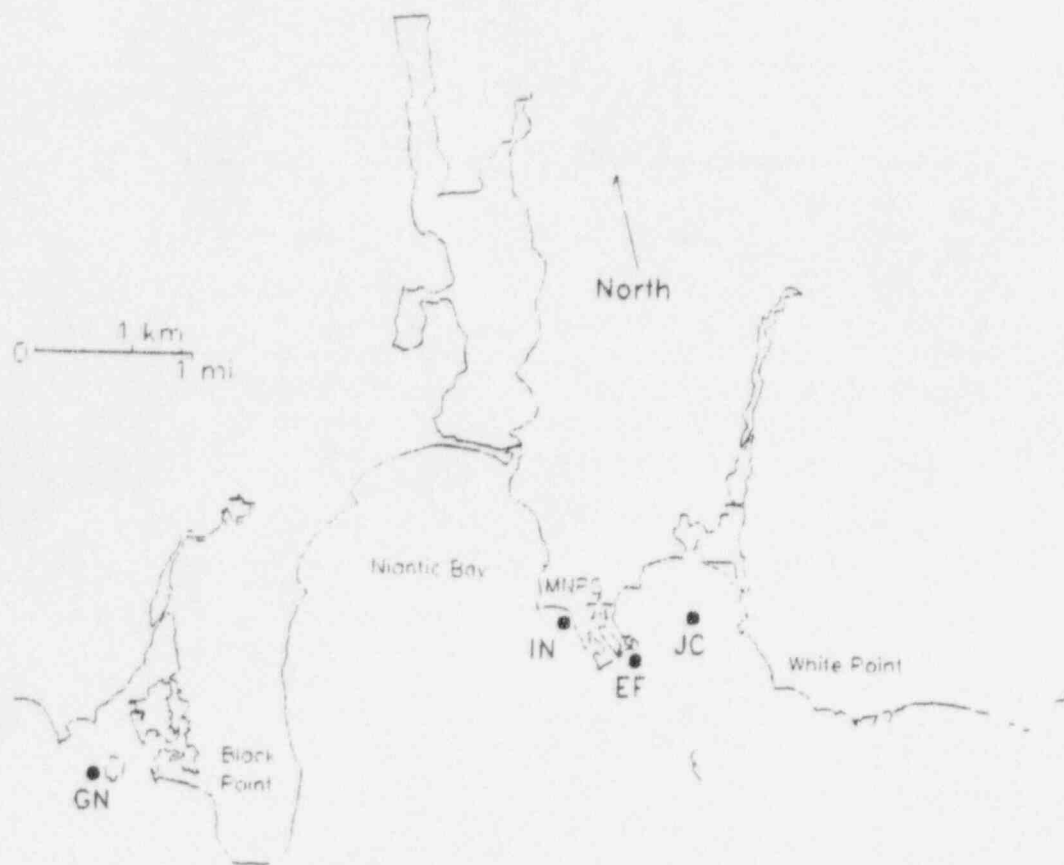 North
1 km
0
1 mi
Niantic Bay
MNPS
IN
JC
EF
White Point
Black
Point
GN